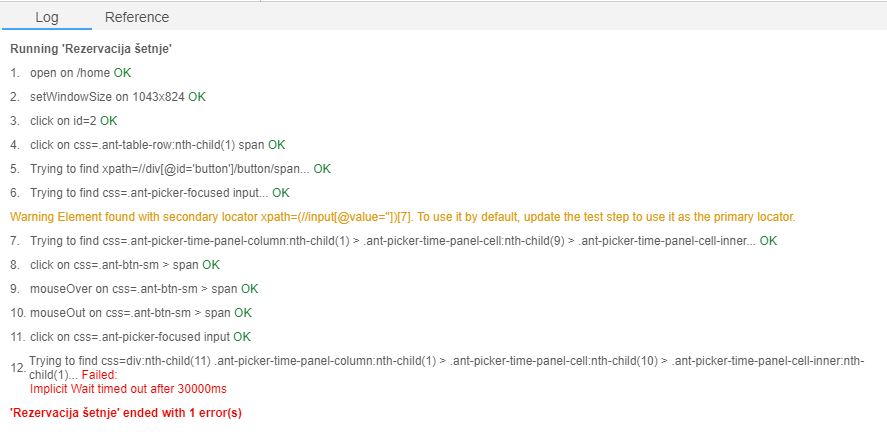 Log Reference
Running 'Rezervacija šetnje'
1. open on /home OK
2. setWindowSize on 1043x824 OK
3. click on id=2 OK
4. click on css=.ant-table-row:nth-child(1) span OK
5. Trying to find xpath=//div[@id='button']/button/span... OK
6. Trying to find css=.ant-picker-focused input... OK
Warning Element found with secondary locator xpath=(//input[@value=''])[7]. To use it by default, update the test step to use it as the primary locator.
7. Trying to find css=.ant-picker-time-panel-column:nth-child(1) > .ant-picker-time-panel-cell:nth-child(9) > .ant-picker-time-panel-cell-inner... OK
8. click on css=.ant-btn-sm > span OK
9. mouseOver on css=.ant-btn-sm > span OK
10. mouseOut on css=.ant-btn-sm > span OK
11. click on css=.ant-picker-focused input OK
12. Trying to find css=div:nth-child(11) .ant-picker-time-panel-column:nth-child(1) > .ant-picker-time-panel-cell:nth-child(10) > .ant-picker-time-panel-cell-inner:nth-
child(1)... Failed:
Implicit Wait timed out after 30000ms
'Rezervacija šetnje' ended with 1 error(s)